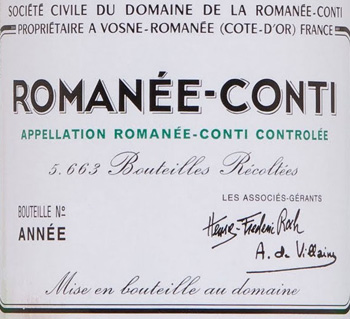 SOCIÉTÉ CIVILE DU DOMAINE DE LA ROMANÉE-CONTI
PROPRIÉTAIRE A VOSNE-ROMANÉE (COTE-D'OR) FRANCE
ROMANÉE-CONTI
APPELLATION ROMANÉE-CONTI CONTROLÉE
5.663 Bouteilles Récoltées
LES ASSOCIÉS-GÉRANTS
BOUTEILLE Nº
ANNÉE
Henry-Frédéric Roch
A. de Villaine
Mise en bouteille au domaine